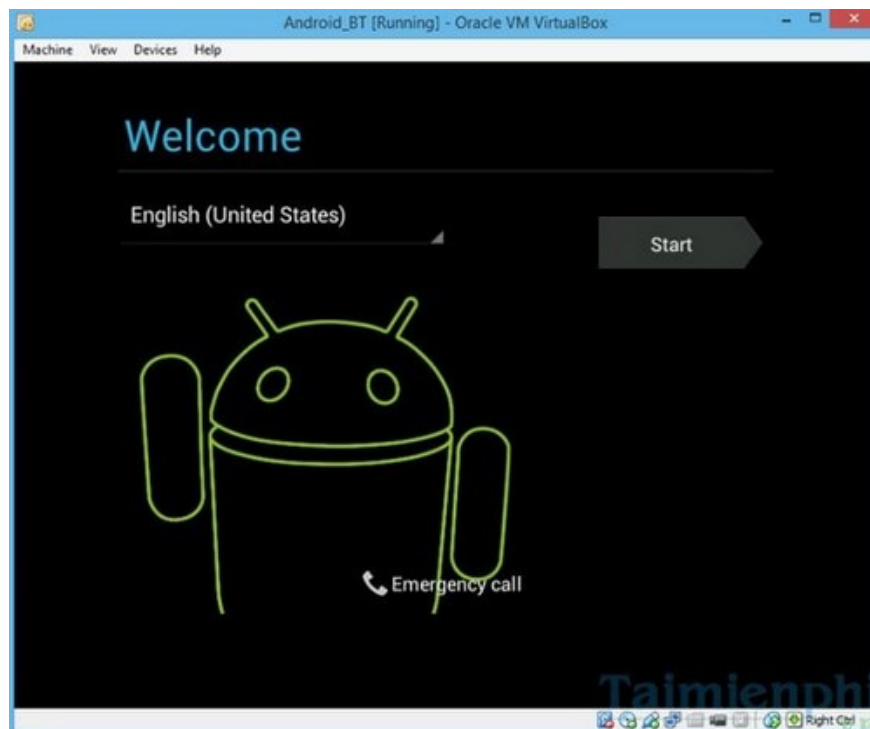 Android_BT [Running] - Oracle VM VirtualBox
Machine View Devices Help
Welcome
English (United States)
Start
Emergency call
Taimienphi
Right Ctrl